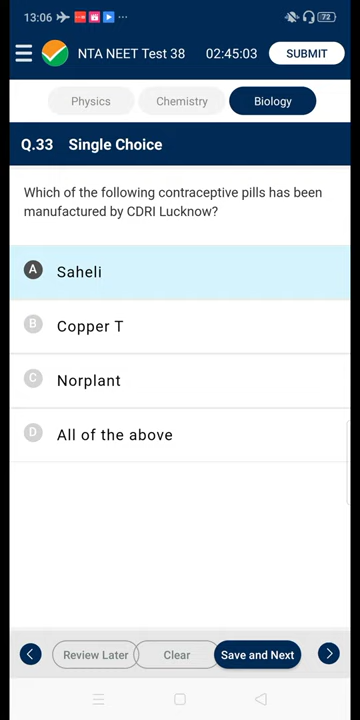 13:06 ... 72
NTA NEET Test 38 02:45:03 SUBMIT
Physics Chemistry Biology
Q.33 Single Choice
Which of the following contraceptive pills has been
manufactured by CDRI Lucknow?
A Saheli
B Copper T
C Norplant
D All of the above
Review Later Clear Save and Next